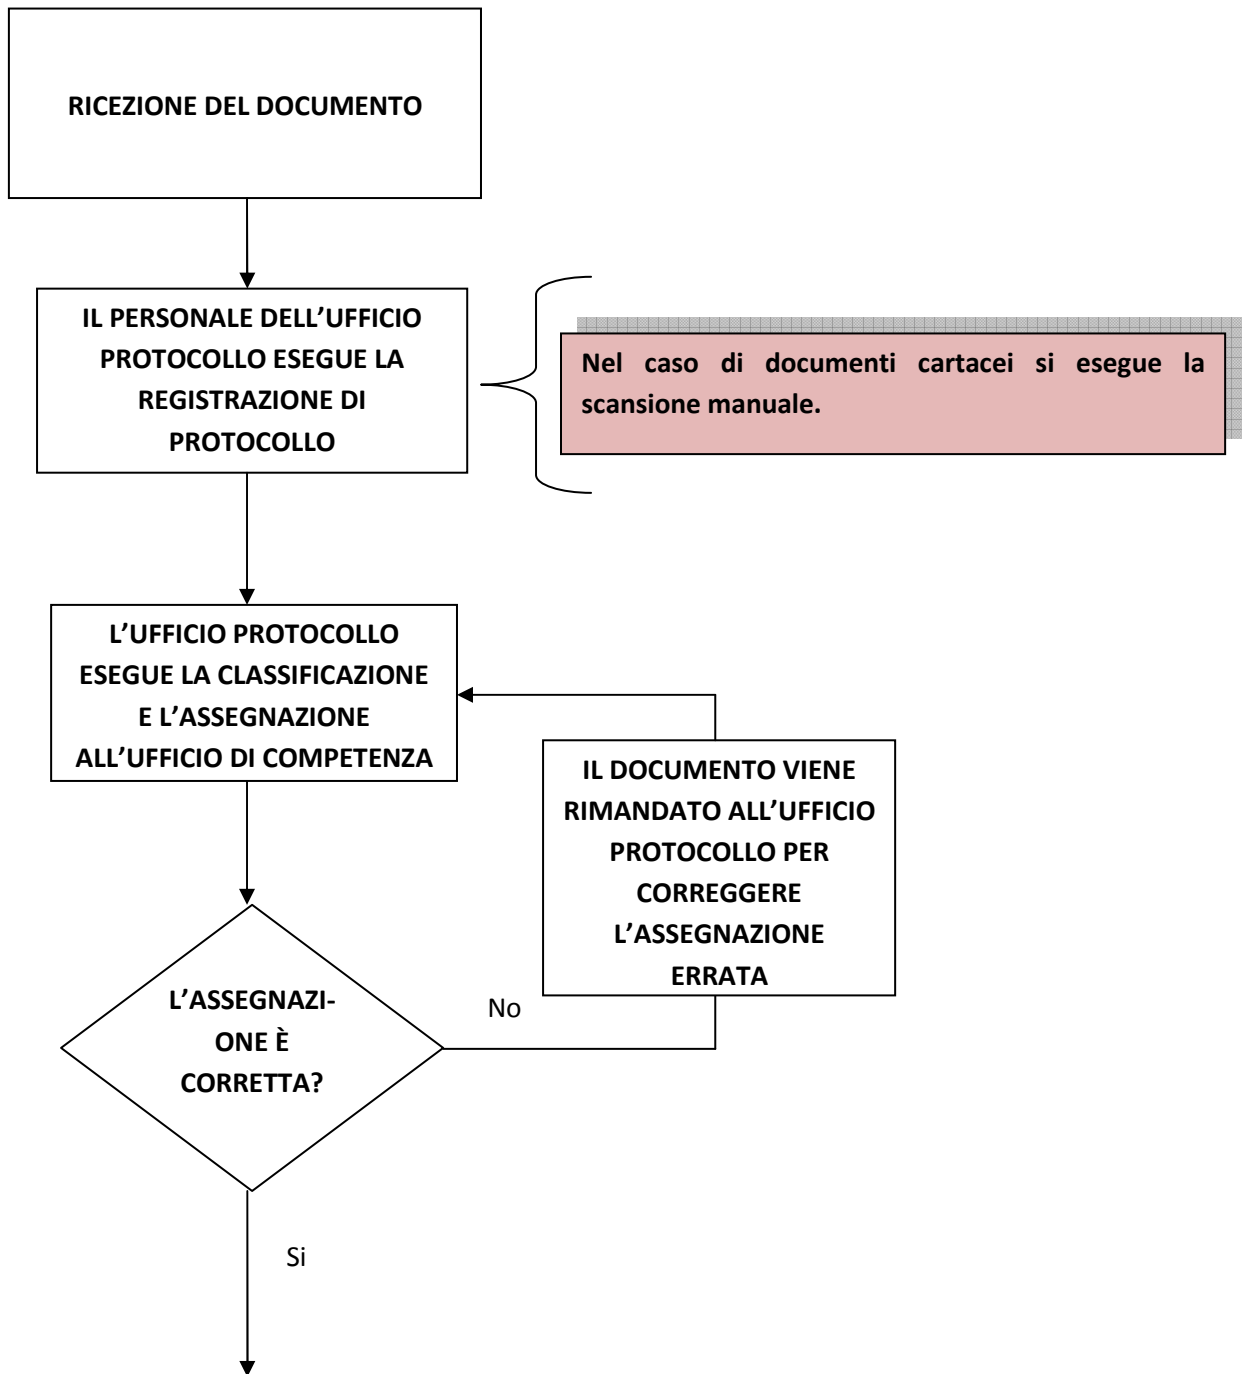 RICEZIONE DEL DOCUMENTO
IL PERSONALE DELL’UFFICIO
PROTOCOLLO ESEGUE LA
REGISTRAZIONE DI
PROTOCOLLO
Nel caso di documenti cartacei si esegue la
scansione manuale.
L’UFFICIO PROTOCOLLO
ESEGUE LA CLASSIFICAZIONE
E L’ASSEGNAZIONE
ALL’UFFICIO DI COMPETENZA
IL DOCUMENTO VIENE
RIMANDATO ALL’UFFICIO
PROTOCOLLO PER
CORREGGERE
L’ASSEGNAZIONE
ERRATA
L’ASSEGNAZI-
ONE È
CORRETTA?
No
Si